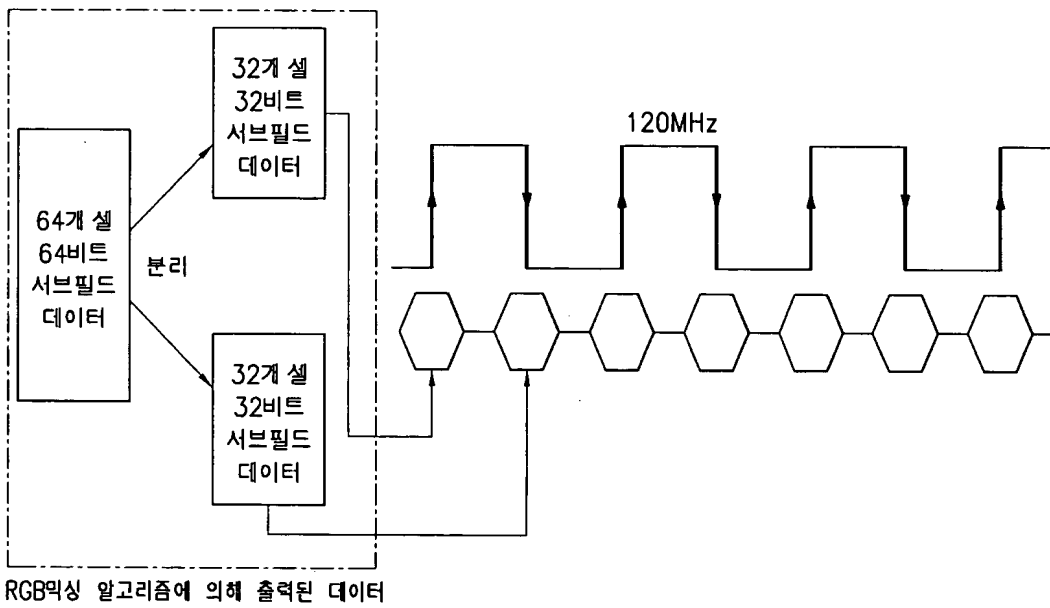 32개 셀
32비트
서브필드
데이터
120MHz
64개 셀
64비트
서브필드
데이터
분리
32개 셀
32비트
서브필드
데이터
RGB믹싱 알고리즘에 의해 출력된 데이터